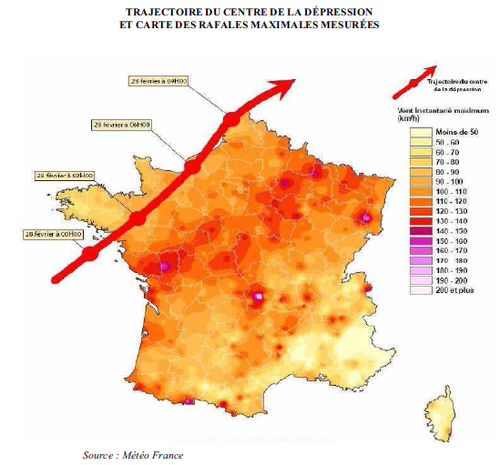 TRAJECTOIRE DU CENTRE DE LA DÉPRESSION
ET CARTE DES RAFALES MAXIMALES MESURÉES
28 février à 09H00
28 février à 06H00
28 février à 03H00
28 février à 00H00
Trajectoire du centre
de la dépression
Vent instantané maximum
(km/h)
Moins de 50
50 - 60
60 - 70
70 - 80
80 - 90
90 - 100
100 - 110
110 - 120
120 - 130
130 - 140
140 - 150
150 - 160
160 - 170
170 - 180
180 - 190
190 - 200
200 et plus
Source : Météo France